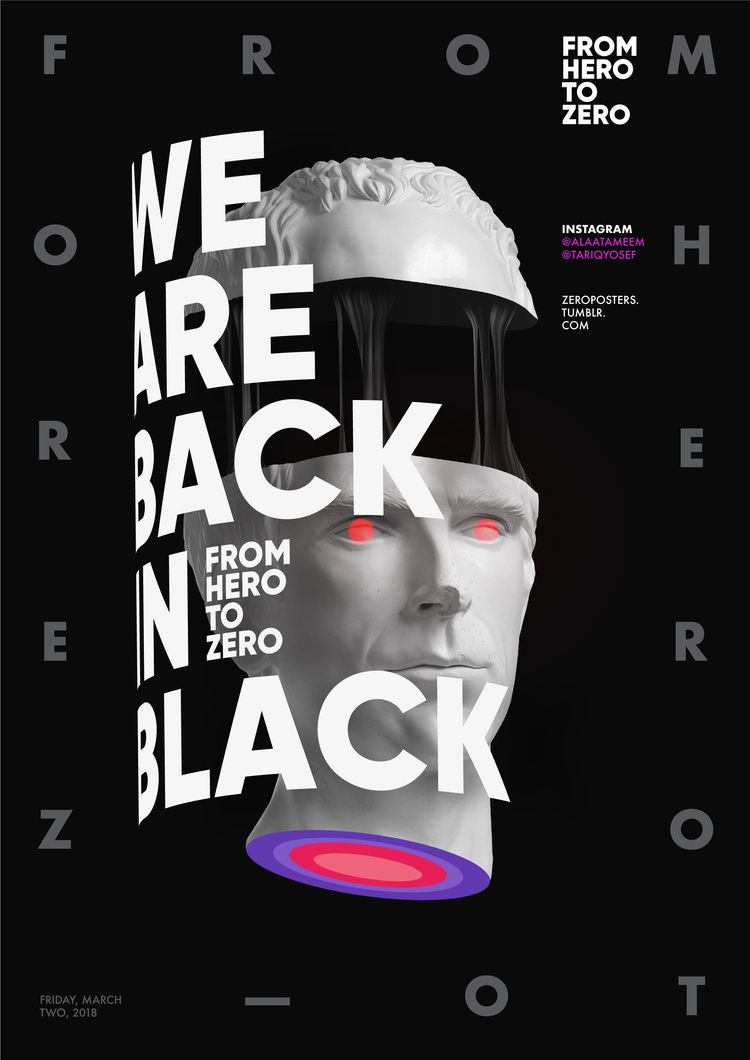 F R O M
H E R O
T O —
Z E R O
FROM
HERO
TO
ZERO
INSTAGRAM
@ALAATAMEEM
@TARIQYOSEF
ZEROPOSTERS.
TUMBLR.
COM
WE
ARE
BACK
IN
FROM
HERO
TO
ZERO
BLACK
FRIDAY, MARCH
TWO, 2018